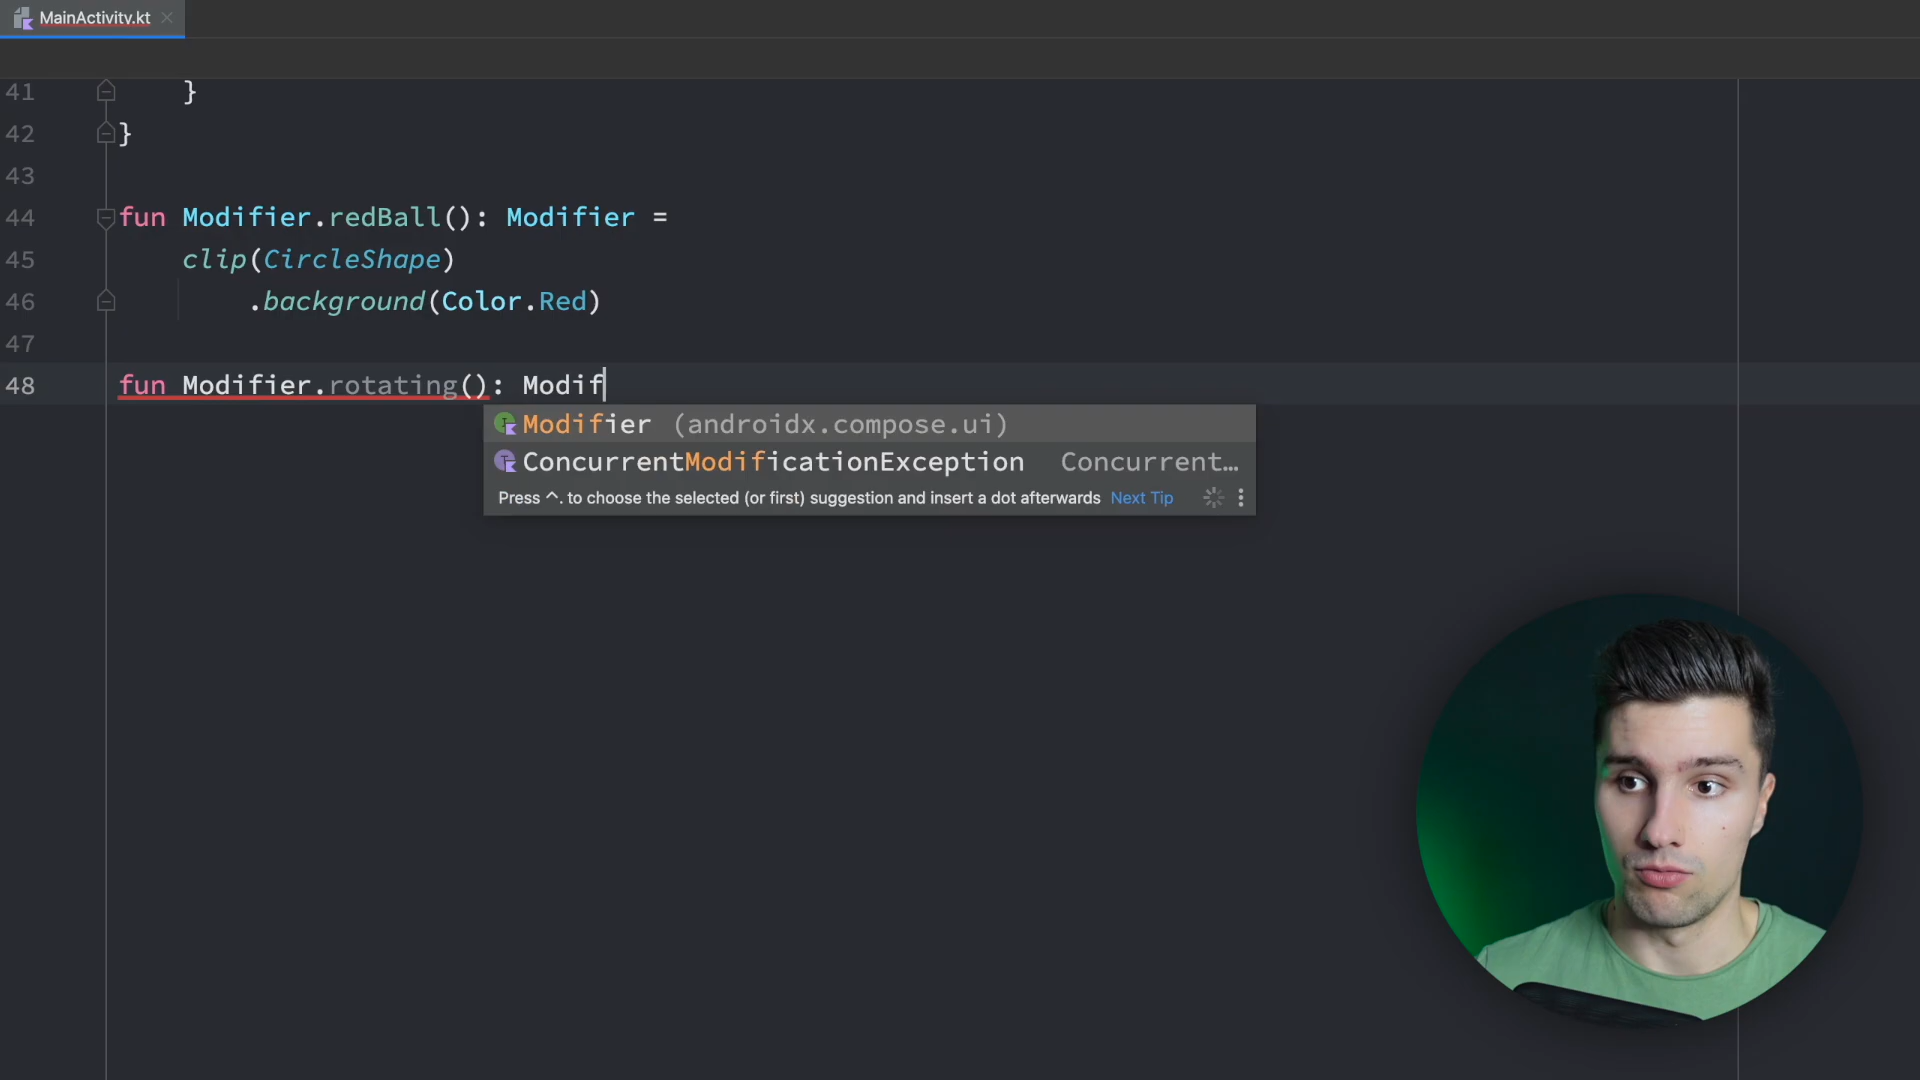 MainActivity.kt
41 }
42 }
43
44 fun Modifier.redBall(): Modifier =
45 clip(CircleShape)
46 .background(Color.Red)
47
48 fun Modifier.rotating(): Modif
Modifier (androidx.compose.ui)
ConcurrentModificationException Concurrent…
Press ^. to choose the selected (or first) suggestion and insert a dot afterwards Next Tip